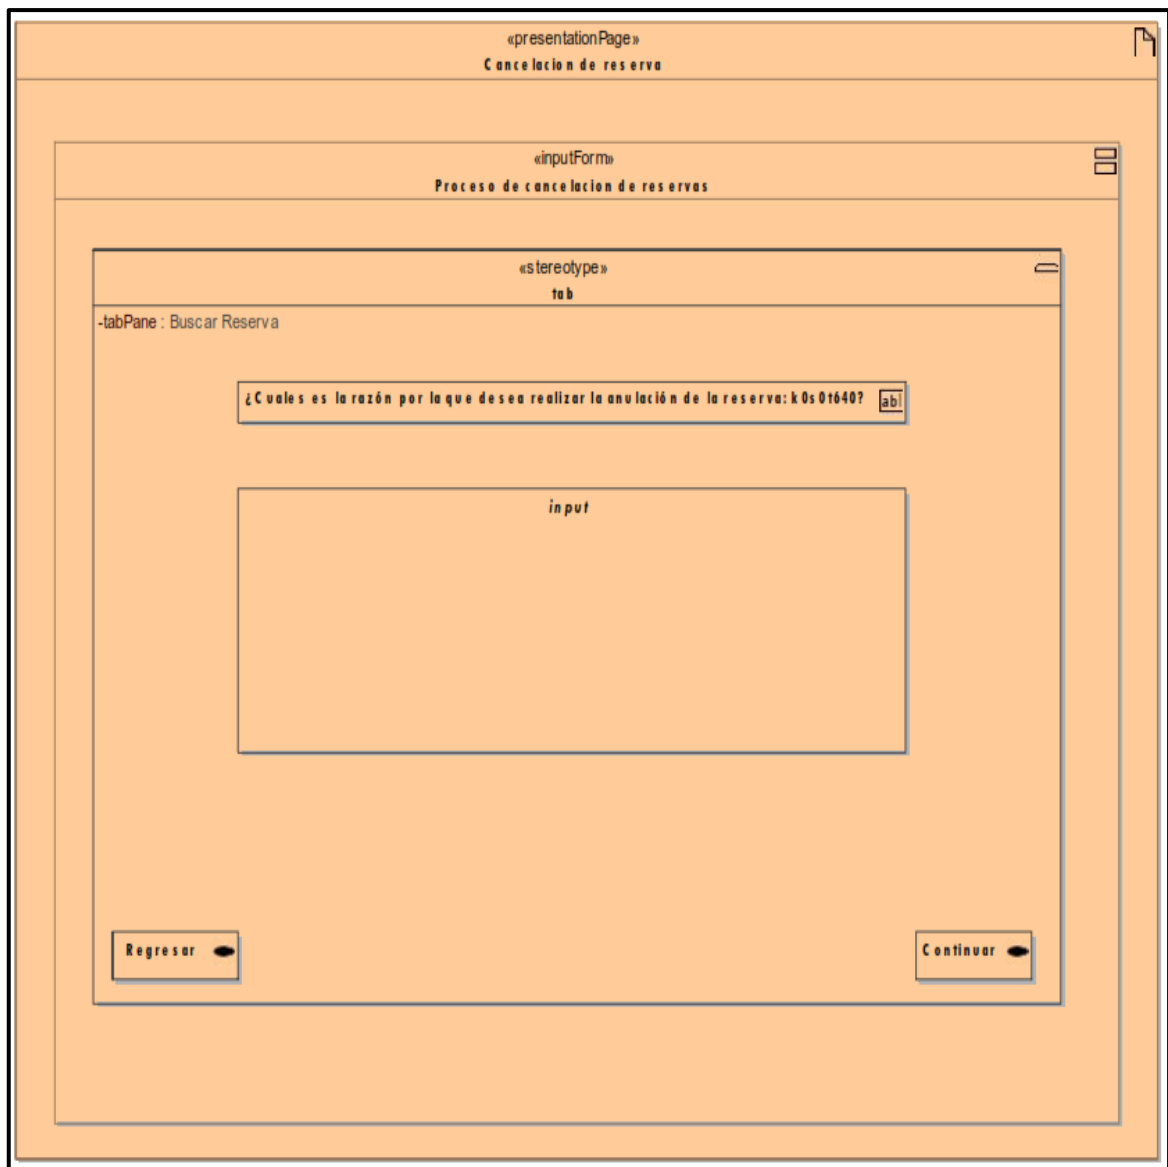 «presentationPage»
Cancelacion de reserva
«inputForm»
Proceso de cancelacion de reservas
«stereotype»
tab
-tabPane : Buscar Reserva
¿Cuales es la razón por la que desea realizar la anulación de la reserva: k0s0t640? ab
input
Regresar
Continuar